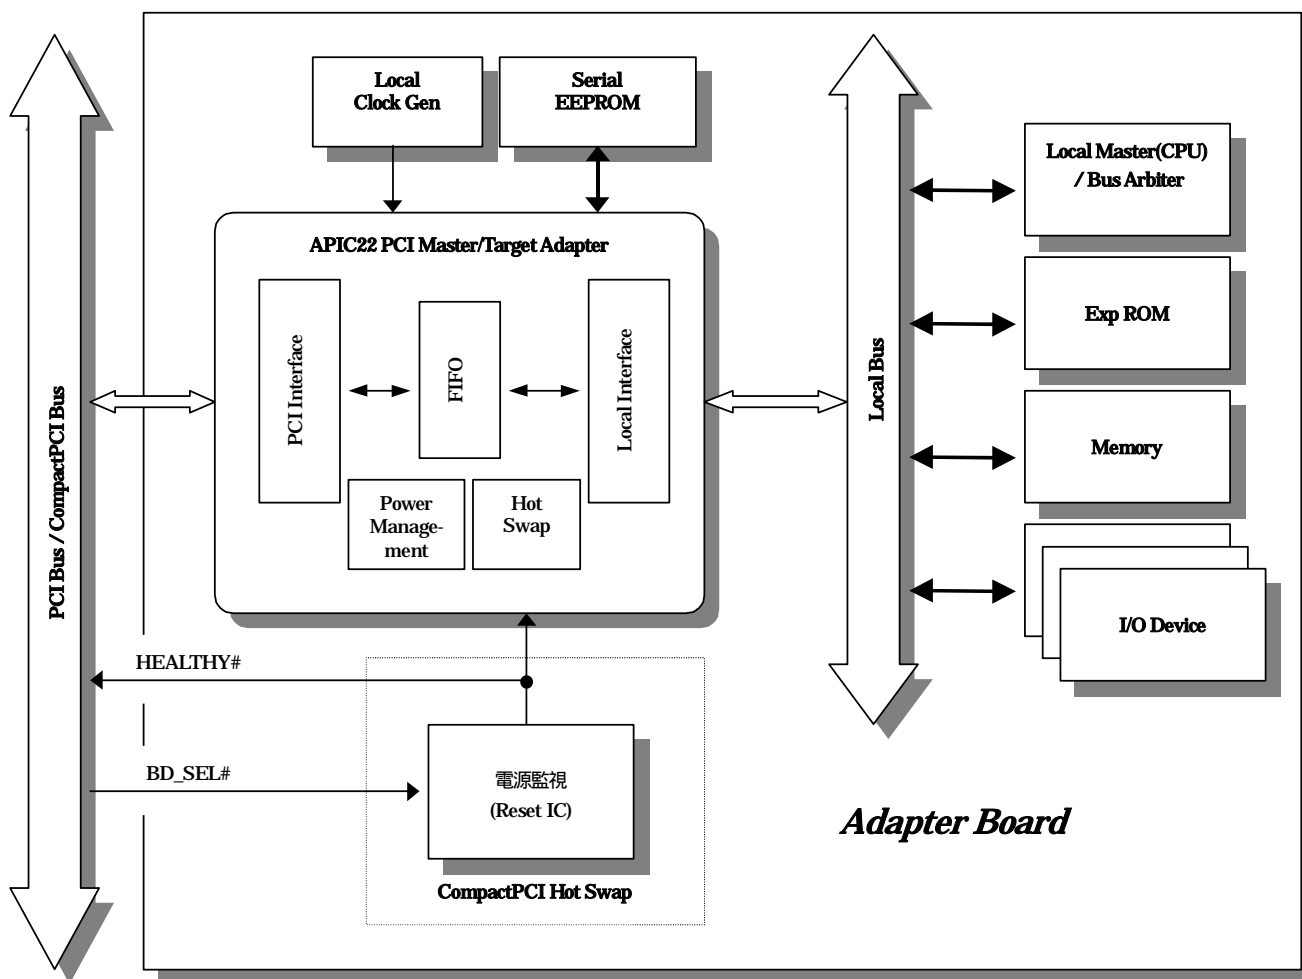 Local
Clock Gen
Serial
EEPROM
Local Master(CPU)
/ Bus Arbiter
APIC22 PCI Master/Target Adapter
PCI Interface
FIFO
Local Interface
Exp ROM
PCI Bus / CompactPCI Bus
Local Bus
Memory
Power
Manage-
ment
Hot
Swap
I/O Device
HEALTHY#
BD_SEL#
電源監視
(Reset IC)
Adapter Board
CompactPCI Hot Swap